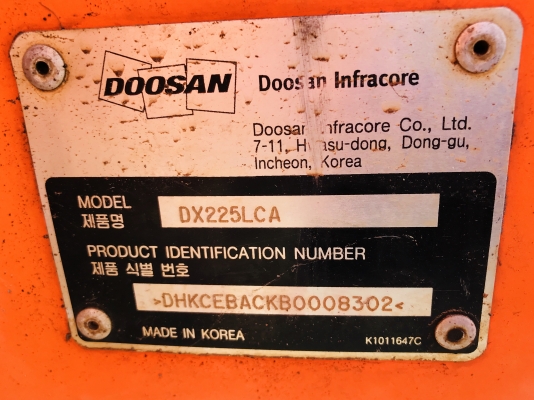 DOOSAN Doosan Infracore
Doosan Infracore Co., Ltd.
7-11, Hwasu-dong, Dong-gu,
Incheon, Korea
MODEL
제품명
DX225LCA
PRODUCT IDENTIFICATION NUMBER
제품 식별 번호
>DHKCEBACKB0008302<
MADE IN KOREA
K1011647C